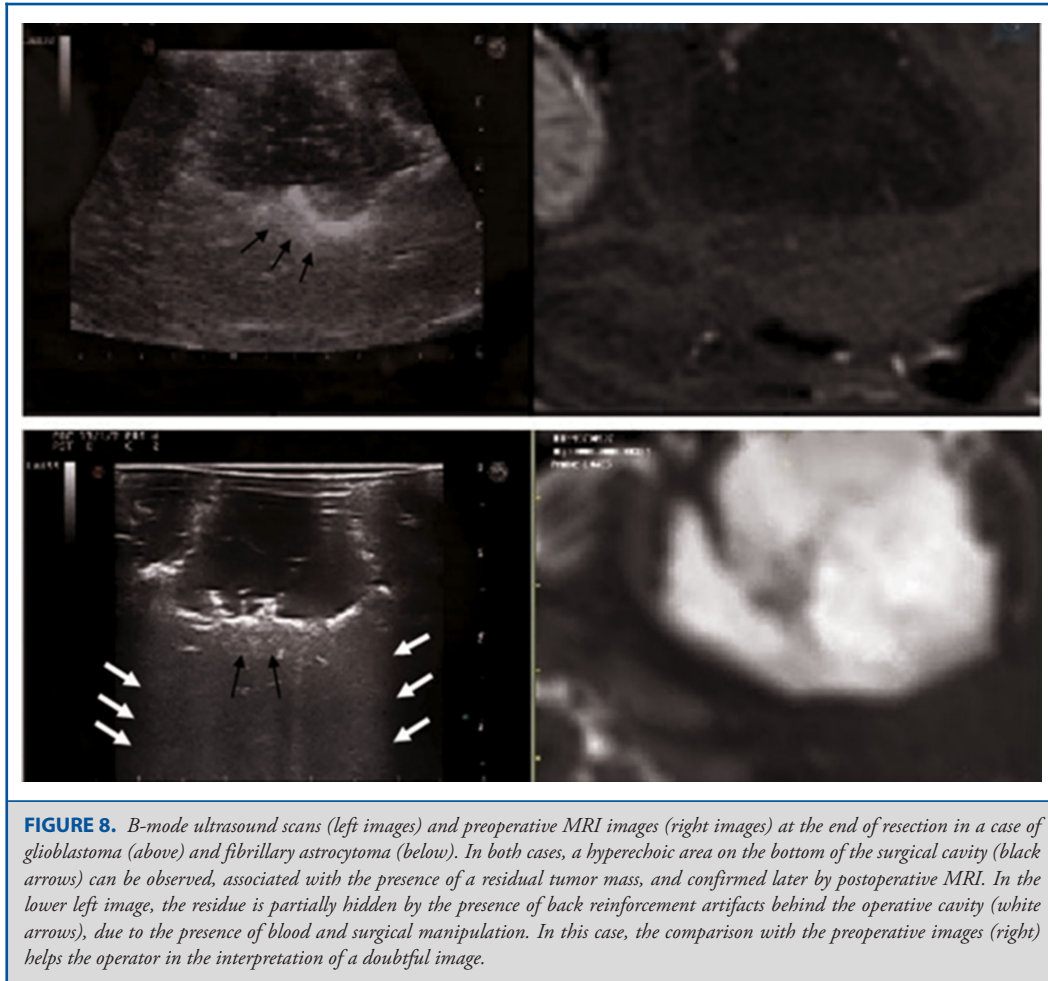 FIGURE 8. B-mode ultrasound scans (left images) and preoperative MRI images (right images) at the end of resection in a case of
glioblastoma (above) and fibrillary astrocytoma (below). In both cases, a hyperechoic area on the bottom of the surgical cavity (black
arrows) can be observed, associated with the presence of a residual tumor mass, and confirmed later by postoperative MRI. In the
lower left image, the residue is partially hidden by the presence of back reinforcement artifacts behind the operative cavity (white
arrows), due to the presence of blood and surgical manipulation. In this case, the comparison with the preoperative images (right)
helps the operator in the interpretation of a doubtful image.